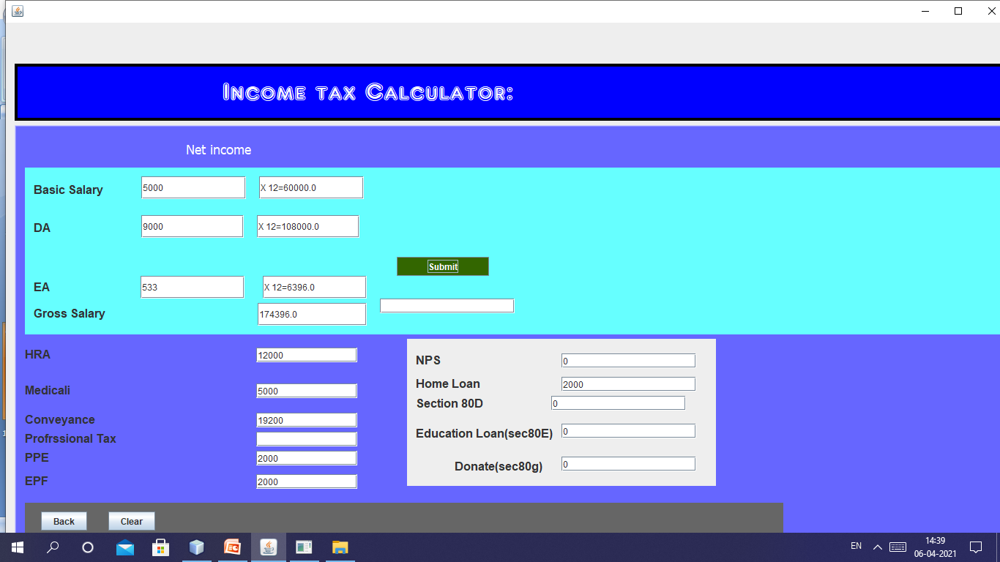 Income tax Calculator:
Net income
Basic Salary 5000 X 12=60000.0
DA 9000 X 12=108000.0
Submit
EA 533 X 12=6396.0
Gross Salary 174396.0
HRA 12000
Medicali 5000
Conveyance 19200
Profrssional Tax
PPE 2000
EPF 2000
NPS 0
Home Loan 2000
Section 80D 0
Education Loan(sec80E) 0
Donate(sec80g) 0
Back Clear
EN 14:39
06-04-2021